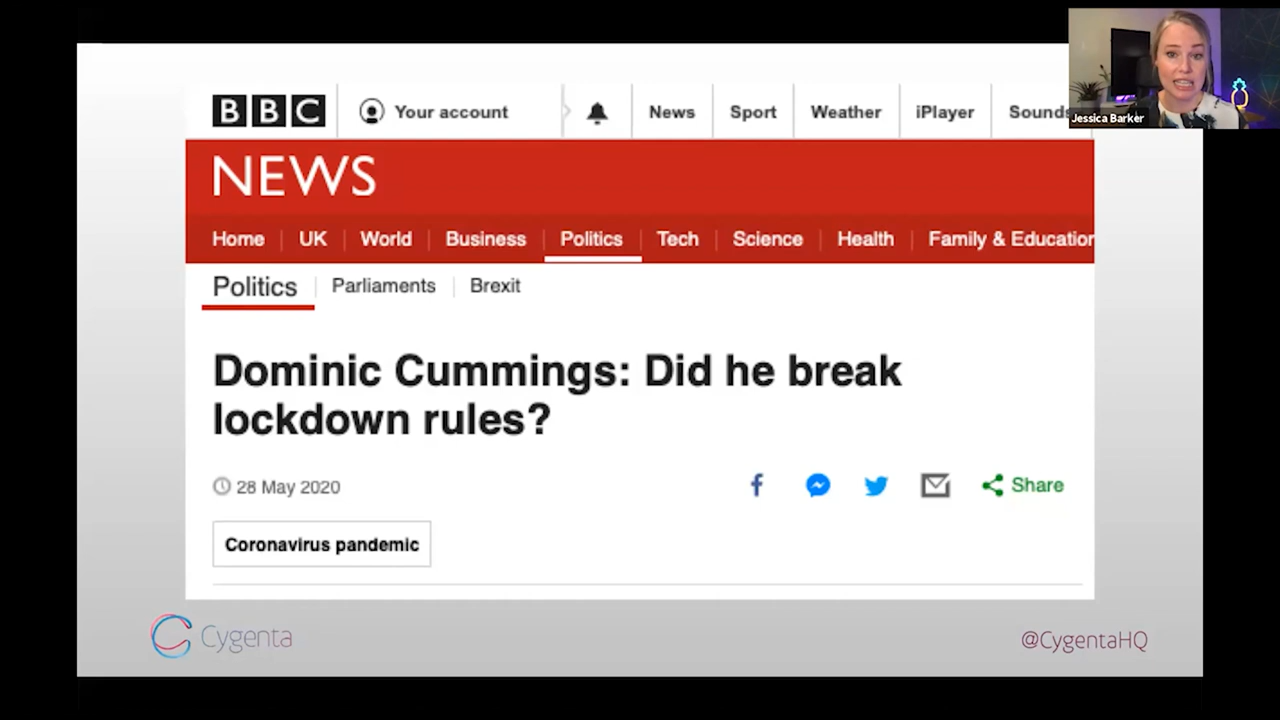 BBC
Your account
News
Sport
Weather
iPlayer
Sounds
Jessica Barker
NEWS
Home
UK
World
Business
Politics
Tech
Science
Health
Family & Education
Politics
Parliaments
Brexit
Dominic Cummings: Did he break
lockdown rules?
28 May 2020
Share
Coronavirus pandemic
Cygenta
@CygentaHQ